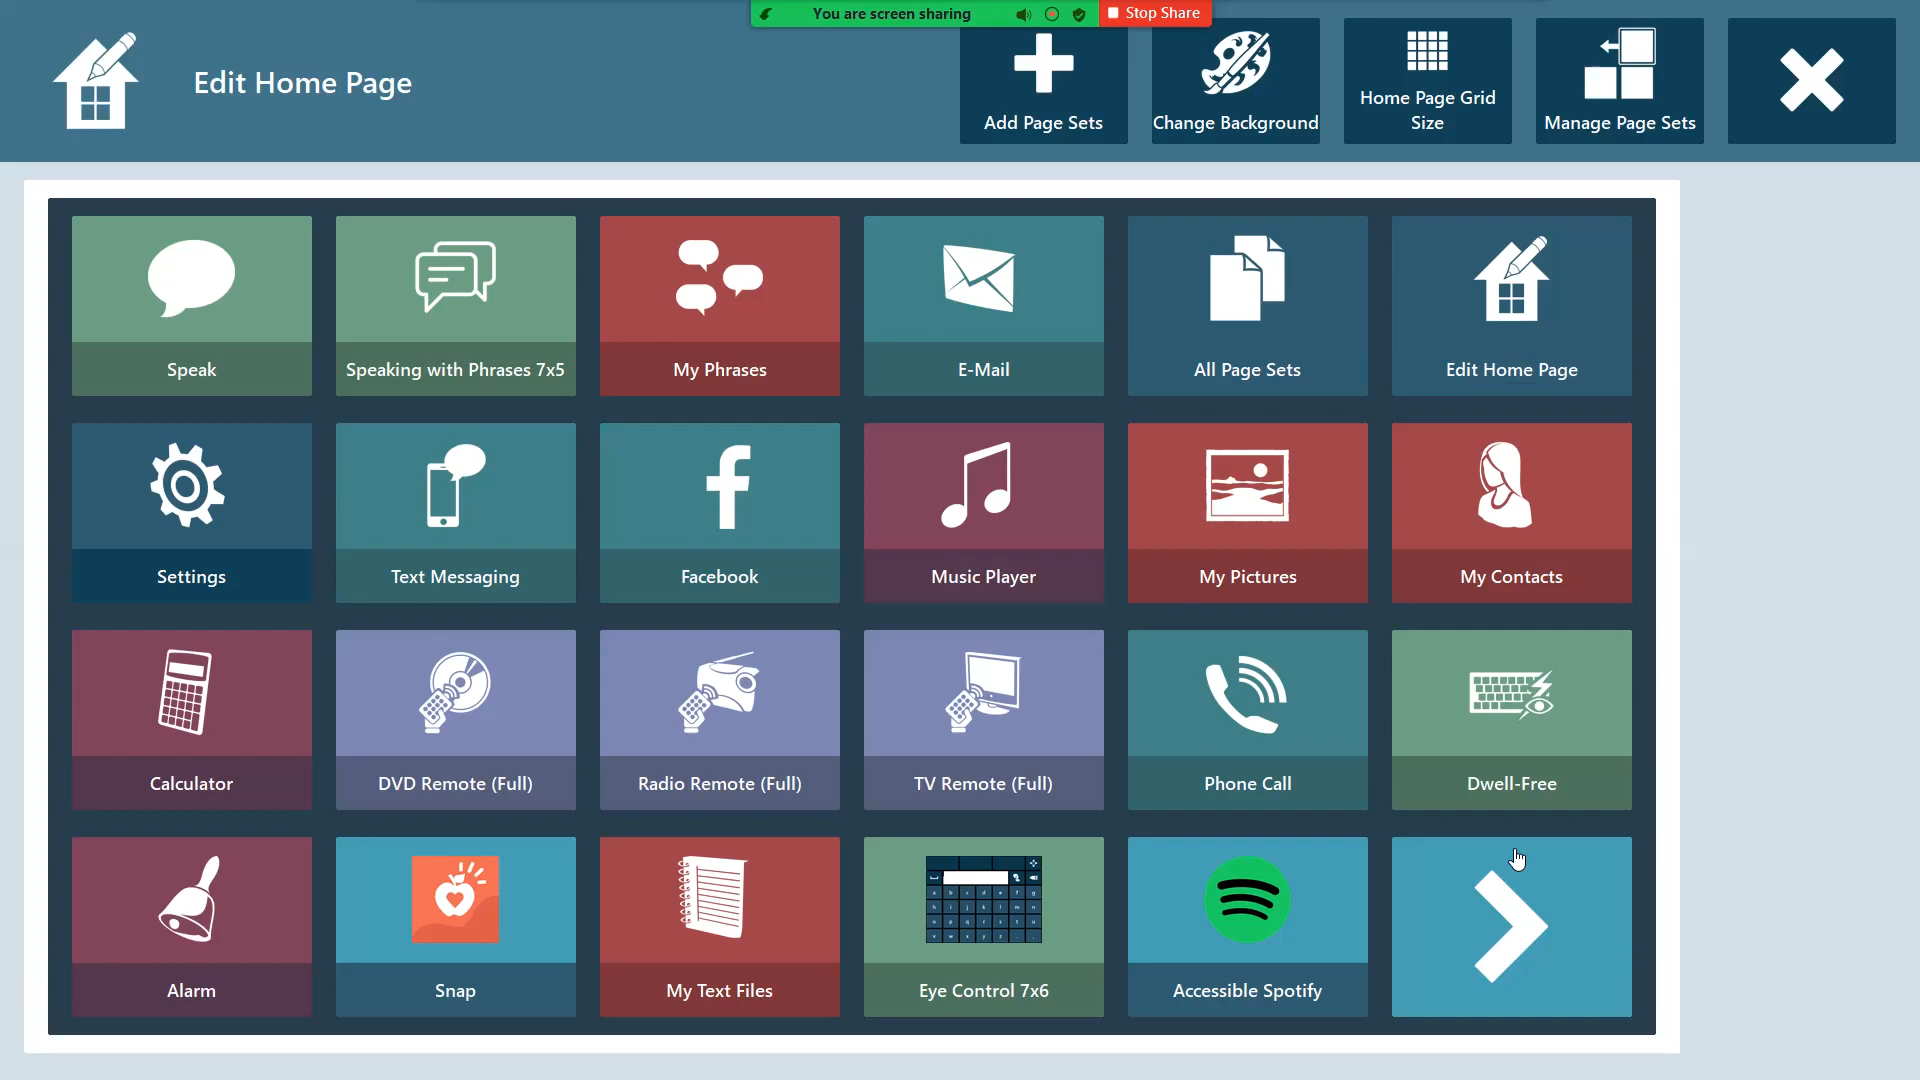 You are screen sharing
Stop Share
Edit Home Page
Add Page Sets
Change Background
Home Page Grid
Size
Manage Page Sets
Speak
Speaking with Phrases 7x5
My Phrases
E-Mail
All Page Sets
Edit Home Page
Settings
Text Messaging
Facebook
Music Player
My Pictures
My Contacts
Calculator
DVD Remote (Full)
Radio Remote (Full)
TV Remote (Full)
Phone Call
Dwell-Free
Alarm
Snap
My Text Files
Eye Control 7x6
Accessible Spotify